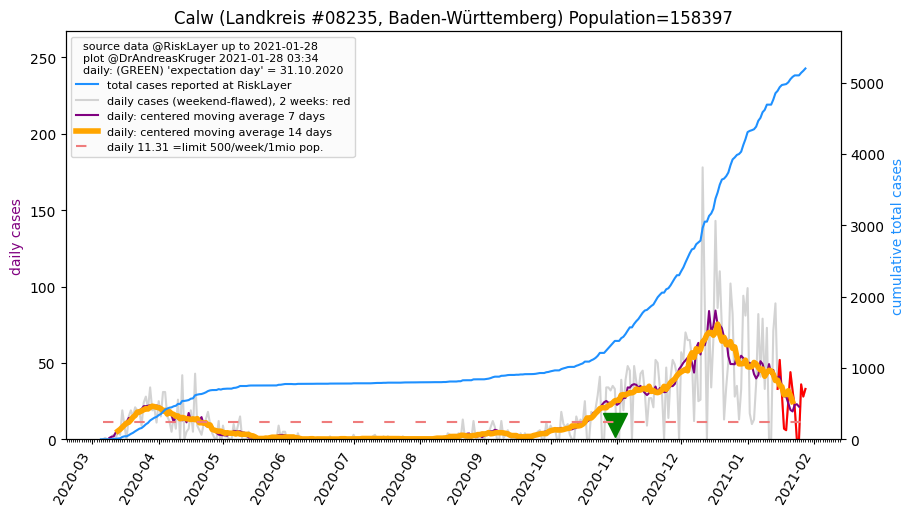 Calw (Landkreis #08235, Baden-Württemberg) Population=158397
source data @RiskLayer up to 2021-01-28
plot @DrAndreasKruger 2021-01-28 03:34
daily: (GREEN) 'expectation day' = 31.10.2020
total cases reported at RiskLayer
daily cases (weekend-flawed), 2 weeks: red
daily: centered moving average 7 days
daily: centered moving average 14 days
daily 11.31 =limit 500/week/1mio pop.
daily cases
250
200
150
100
50
0
cumulative total cases
5000
4000
3000
2000
1000
0
2020-03
2020-04
2020-05
2020-06
2020-07
2020-08
2020-09
2020-10
2020-11
2020-12
2021-01
2021-02